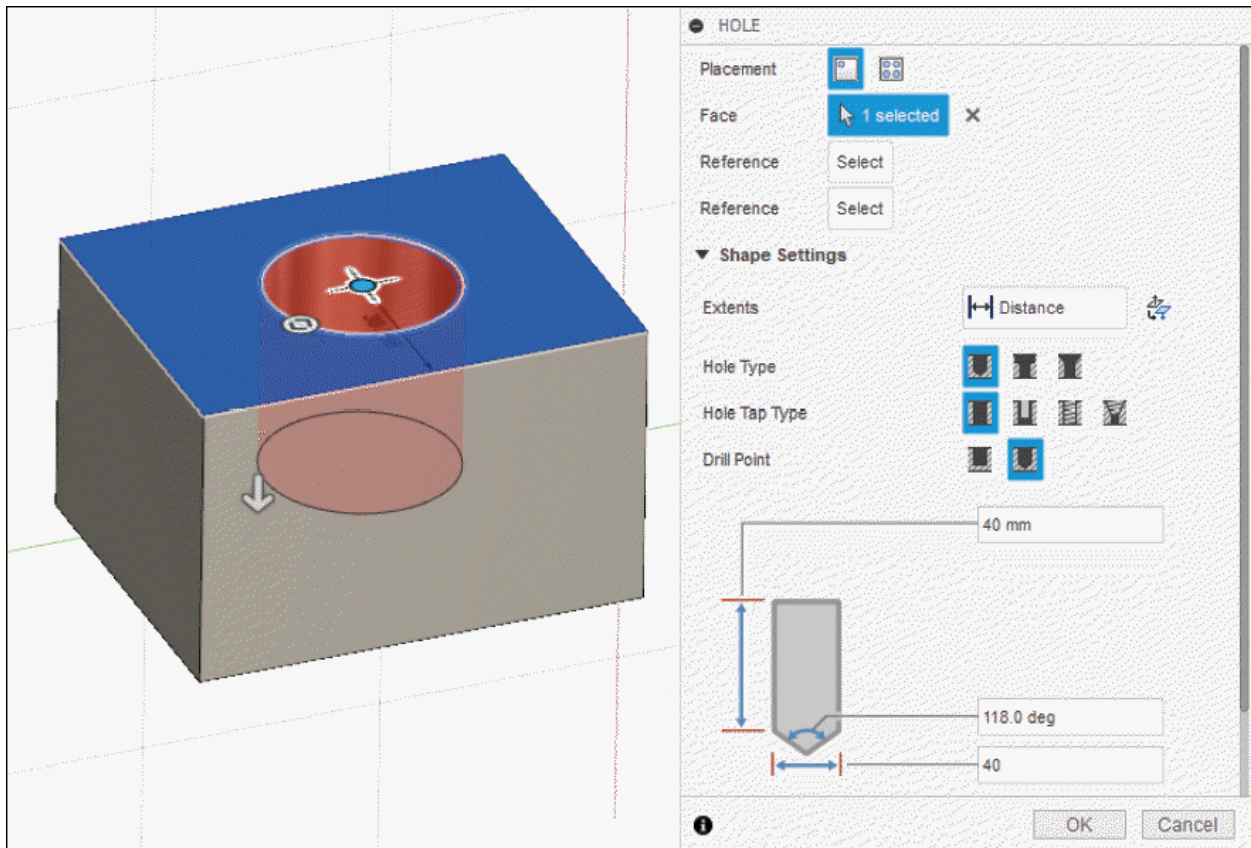 HOLE
Placement
Face 1 selected
Reference Select
Reference Select
Shape Settings
Extents Distance
Hole Type
Hole Tap Type
Drill Point
40 mm
118.0 deg
40
OK Cancel